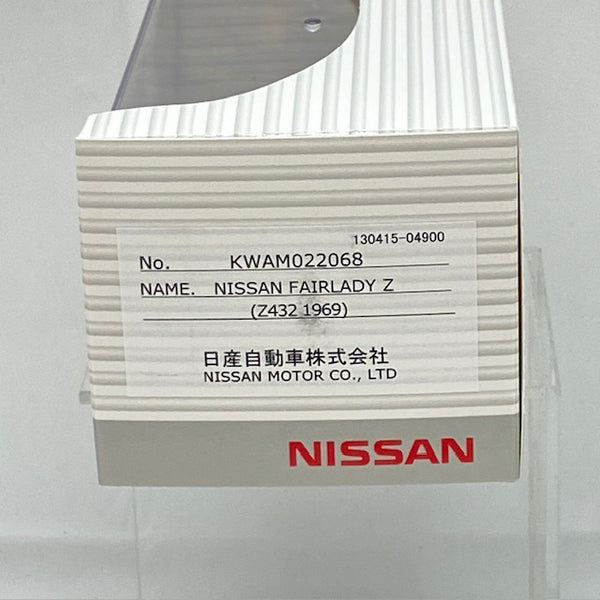 130415-04900
No. KWAM022068
NAME. NISSAN FAIRLADY Z
(Z432 1969)
日産自動車株式会社
NISSAN MOTOR CO., LTD
NISSAN